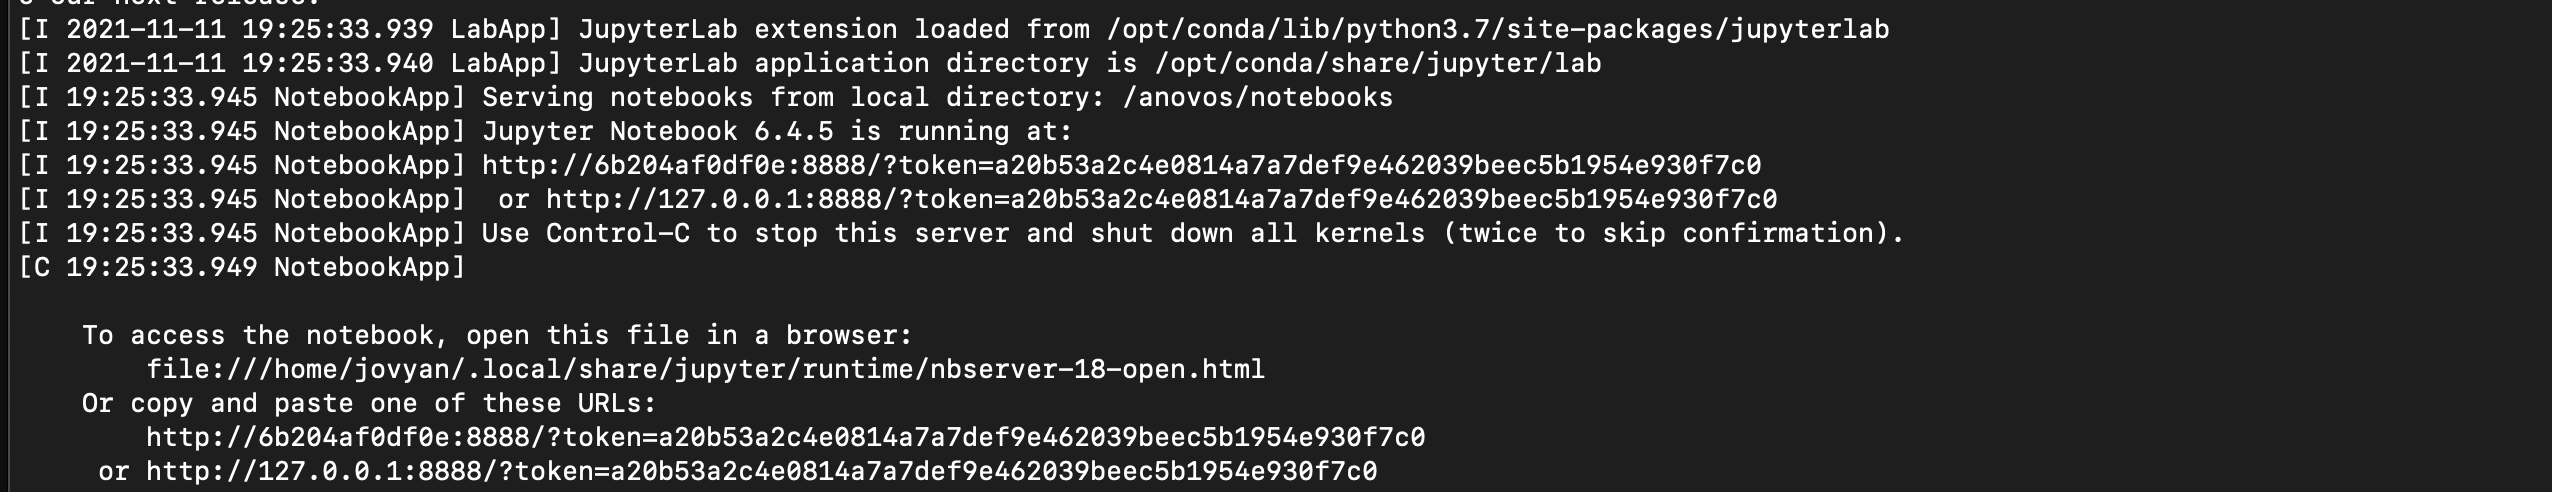 s our next release.
[I 2021-11-11 19:25:33.939 LabApp] JupyterLab extension loaded from /opt/conda/lib/python3.7/site-packages/jupyterlab
[I 2021-11-11 19:25:33.940 LabApp] JupyterLab application directory is /opt/conda/share/jupyter/lab
[I 19:25:33.945 NotebookApp] Serving notebooks from local directory: /anovos/notebooks
[I 19:25:33.945 NotebookApp] Jupyter Notebook 6.4.5 is running at:
[I 19:25:33.945 NotebookApp] http://6b204af0df0e:8888/?token=a20b53a2c4e0814a7a7def9e462039beec5b1954e930f7c0
[I 19:25:33.945 NotebookApp]  or http://127.0.0.1:8888/?token=a20b53a2c4e0814a7a7def9e462039beec5b1954e930f7c0
[I 19:25:33.945 NotebookApp] Use Control-C to stop this server and shut down all kernels (twice to skip confirmation).
[C 19:25:33.949 NotebookApp]
To access the notebook, open this file in a browser:
file:///home/jovyan/.local/share/jupyter/runtime/nbserver-18-open.html
Or copy and paste one of these URLs:
http://6b204af0df0e:8888/?token=a20b53a2c4e0814a7a7def9e462039beec5b1954e930f7c0
or http://127.0.0.1:8888/?token=a20b53a2c4e0814a7a7def9e462039beec5b1954e930f7c0